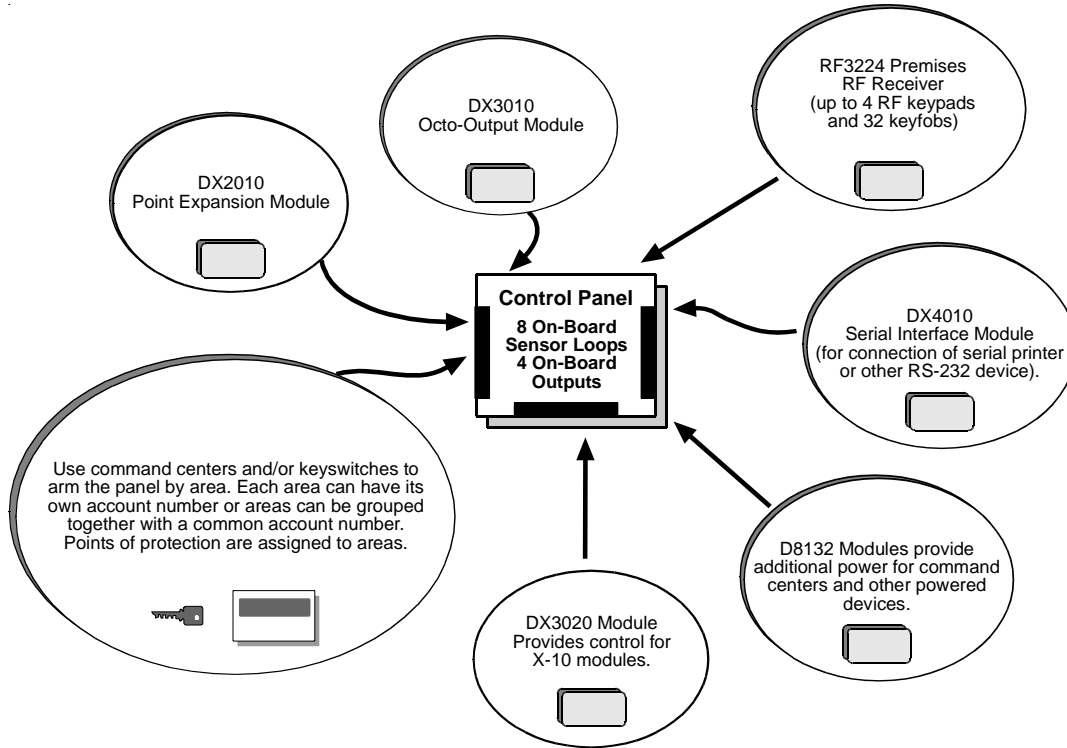 DX3010
Octo-Output Module
RF3224 Premises
RF Receiver
(up to 4 RF keypads
and 32 keyfobs)
DX2010
Point Expansion Module
Control Panel
8 On-Board
Sensor Loops
4 On-Board
Outputs
DX4010
Serial Interface Module
(for connection of serial printer
or other RS-232 device).
Use command centers and/or keyswitches to
arm the panel by area. Each area can have its
own account number or areas can be grouped
together with a common account number.
Points of protection are assigned to areas.
D8132 Modules provide
additional power for command
centers and other powered
devices.
DX3020 Module
Provides control for
X-10 modules.